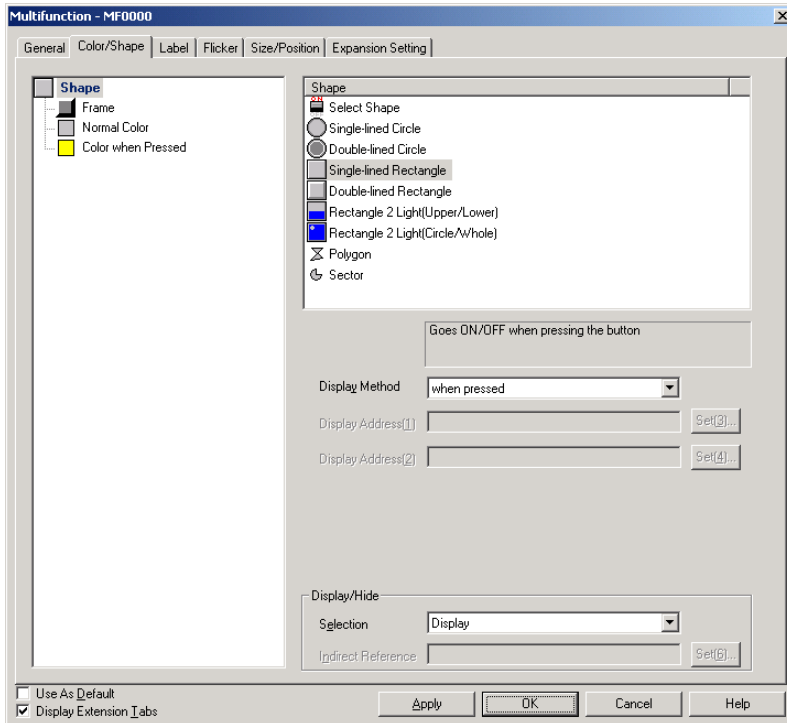 Multifunction - MF0000
General Color/Shape Label Flicker Size/Position Expansion Setting
Shape
Frame
Normal Color
Color when Pressed
Shape
Select Shape
Single-lined Circle
Double-lined Circle
Single-lined Rectangle
Double-lined Rectangle
Rectangle 2 Light(Upper/Lower)
Rectangle 2 Light(Circle/Whole)
Polygon
Sector
Goes ON/OFF when pressing the button
Display Method when pressed
Display Address(1) Set(3)...
Display Address(2) Set(4)...
Display/Hide
Selection Display
Indirect Reference Set(6)...
Use As Default
Display Extension Tabs
Apply OK Cancel Help